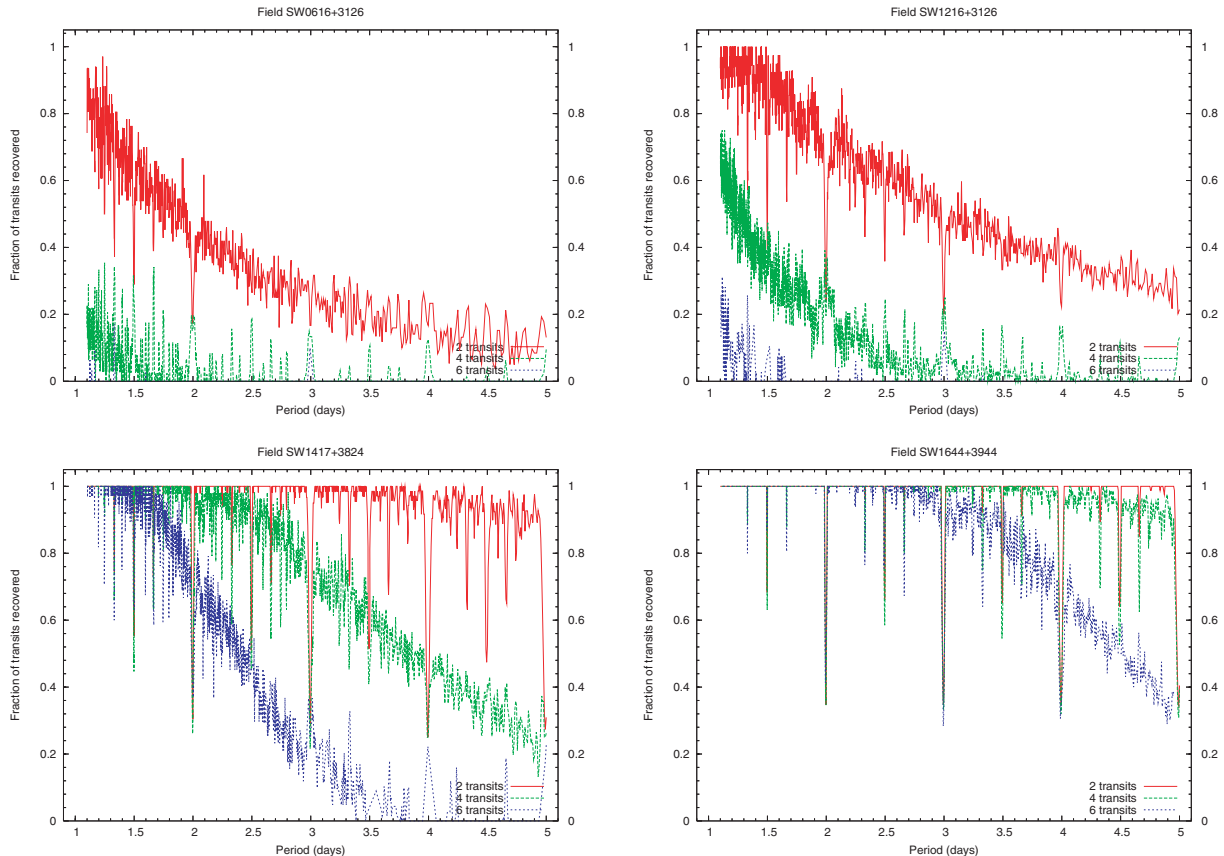 Field SW0616+3126
Fraction of transits recovered
1
0.8
0.6
0.4
0.2
0
1
0.8
0.6
0.4
0.2
0
2 transits
4 transits
6 transits
1 1.5 2 2.5 3 3.5 4 4.5 5
Period (days)
Field SW1216+3126
Fraction of transits recovered
1
0.8
0.6
0.4
0.2
0
1
0.8
0.6
0.4
0.2
0
2 transits
4 transits
6 transits
1 1.5 2 2.5 3 3.5 4 4.5 5
Period (days)
Field SW1417+3824
Fraction of transits recovered
1
0.8
0.6
0.4
0.2
0
1
0.8
0.6
0.4
0.2
0
2 transits
4 transits
6 transits
1 1.5 2 2.5 3 3.5 4 4.5 5
Period (days)
Field SW1644+3944
Fraction of transits recovered
1
0.8
0.6
0.4
0.2
0
1
0.8
0.6
0.4
0.2
0
2 transits
4 transits
6 transits
1 1.5 2 2.5 3 3.5 4 4.5 5
Period (days)